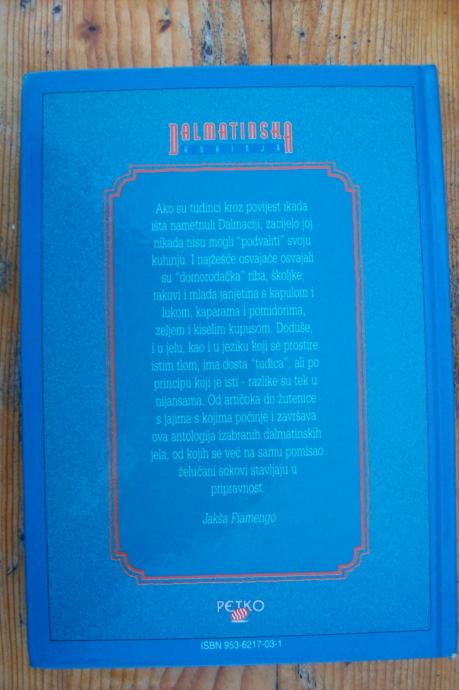 DALMATINSKA
KUHINJA
Ako su tuđinci kroz povijest ikada
išta nametnuli Dalmaciji, zacijelo joj
nikada nisu mogli "podvaliti" svoju
kuhinju. I najžešće osvajače osvajali
su "domorodačka" riba, školjke,
rakovi i mlada janjetina s kapulom i
lukom, kaparama i pomidorima,
zeljem i kiselim kupusom. Doduše,
i u jelu, kao i u jeziku koji se prostire
istim tlom, ima dosta "tuđica", ali po
principu koji je isti - razlike su tek u
nijansama. Od artičoka do žutenice
s jajima s kojima počinje i završava
ova antologija izabranih dalmatinskih
jela, od kojih se već na samu pomisao
želučani sokovi stavljaju u
pripravnost.
Jakša Fiamengo
PETKO
ISBN 953-6217-03-1